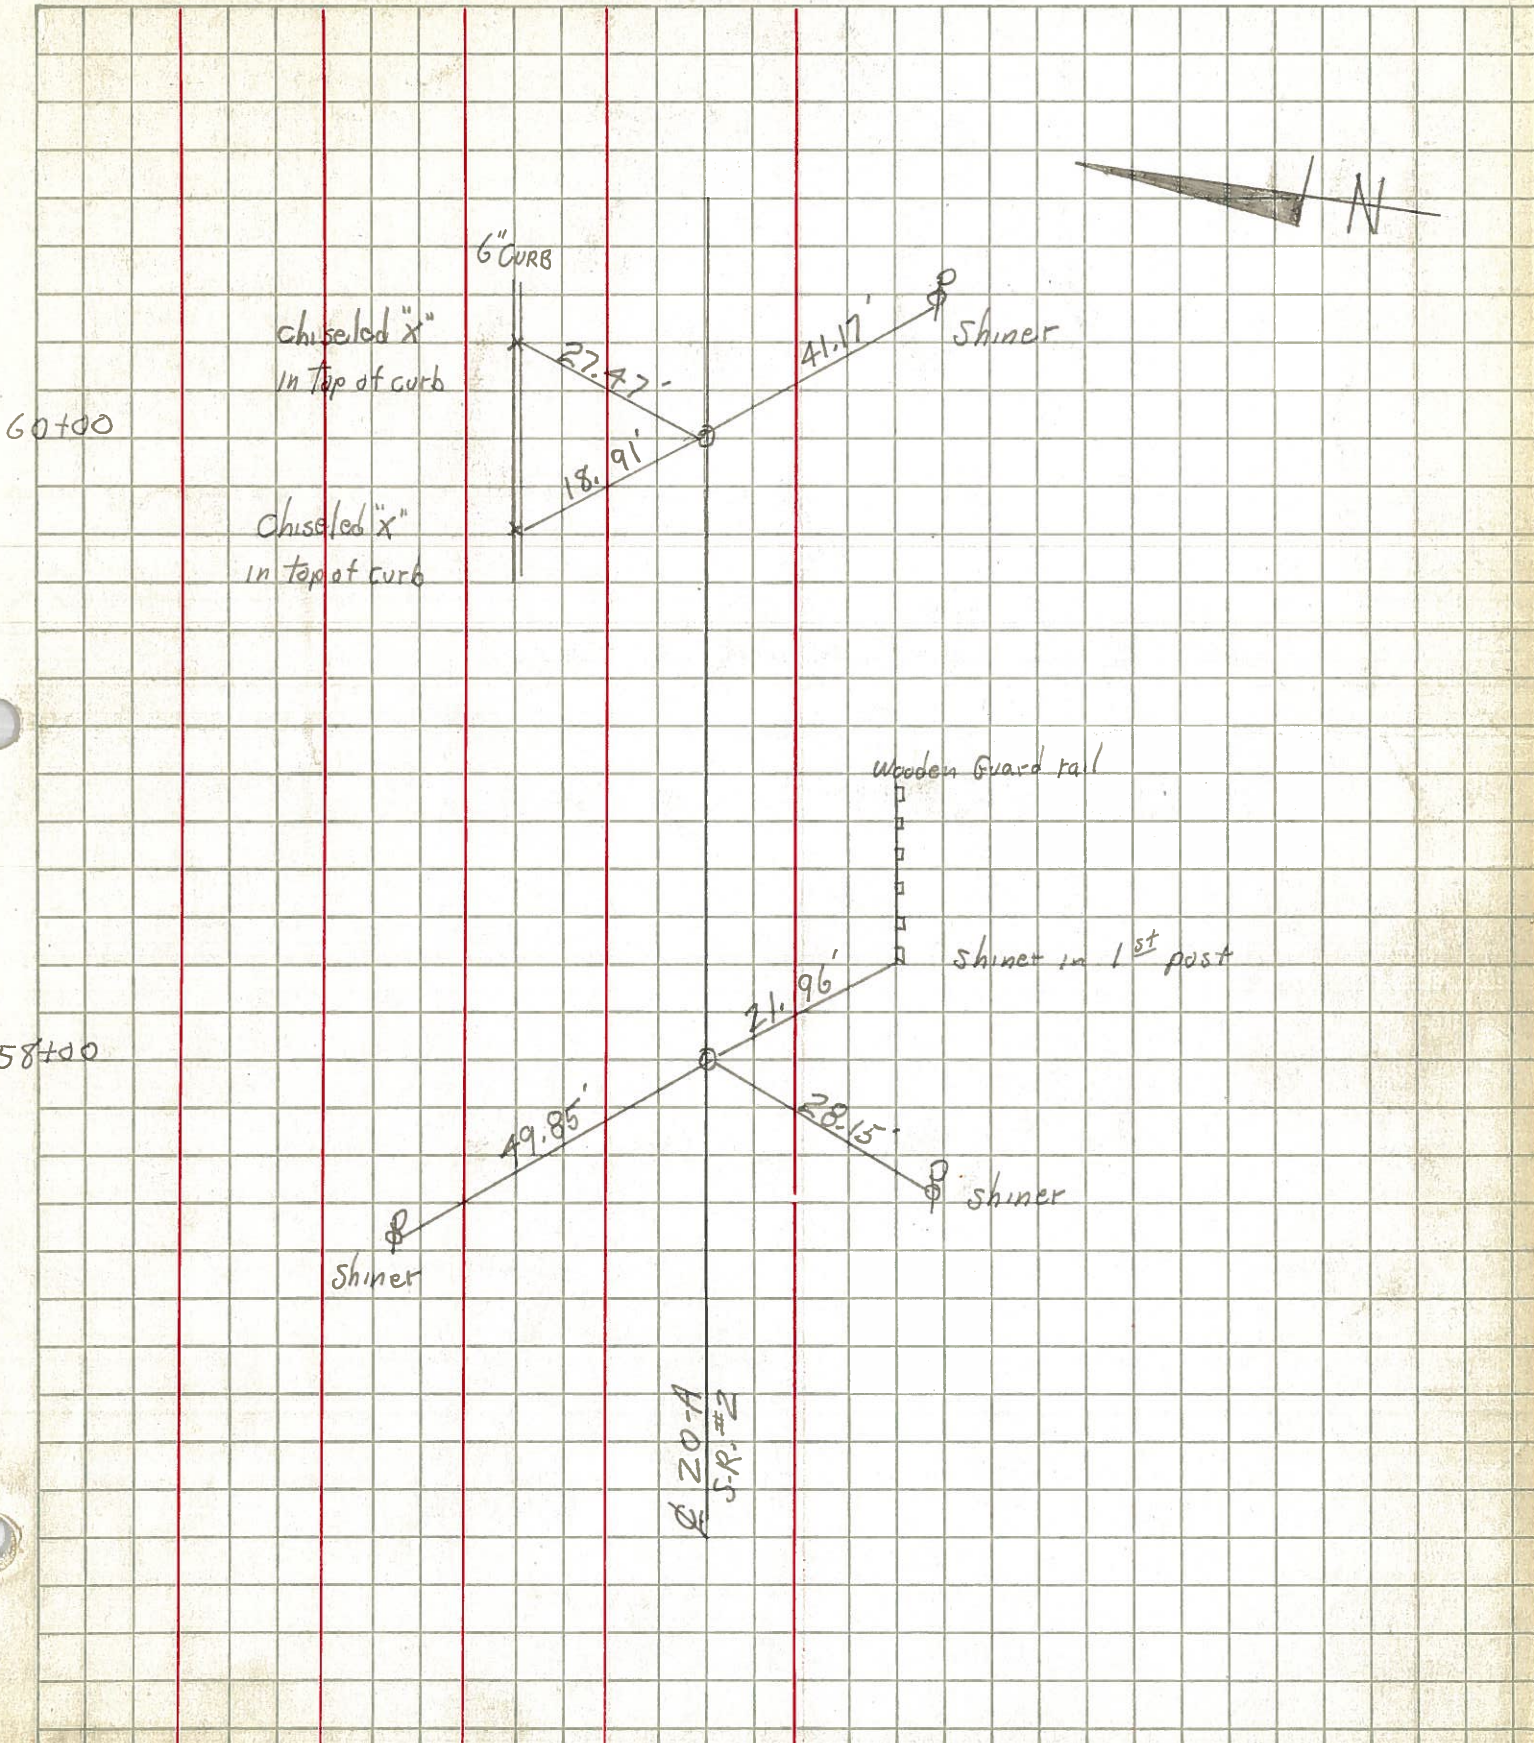 N
6" CURB
Chiseled "X"
in top of curb
27.47'
41.17'
Shiner
60+00
18.91'
Chiseled "X"
in top of curb
Wooden Guard rail
Shiner in 1st post
21.96'
58+00
49.85'
28.15'
Shiner
Shiner
℄ 20-A
S.R. #2